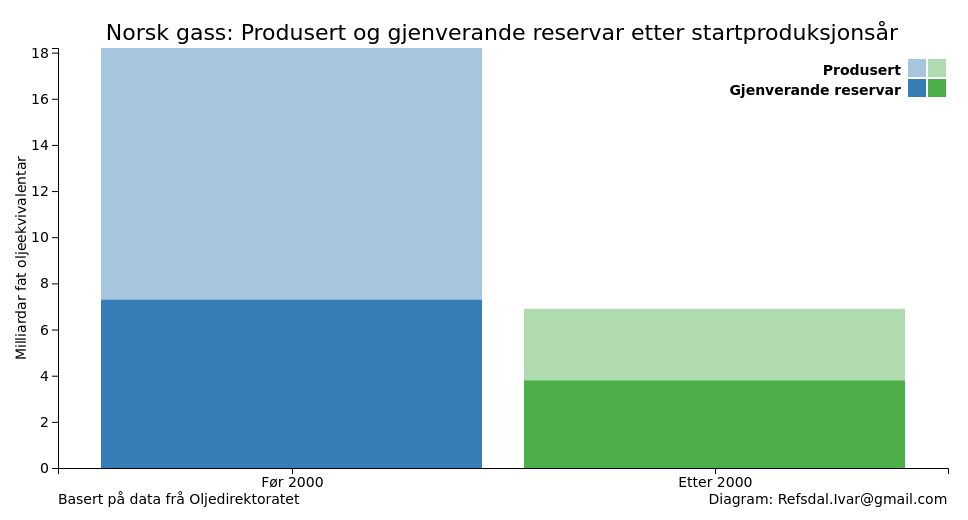 Norsk gass: Produsert og gjenverande reservar etter startproduksjonsår
Produsert
Gjenverande reservar
Milliardar fat oljeekvivalentar
18
16
14
12
10
8
6
4
2
0
Før 2000
Etter 2000
Basert på data frå Oljedirektoratet
Diagram: Refsdal.Ivar@gmail.com